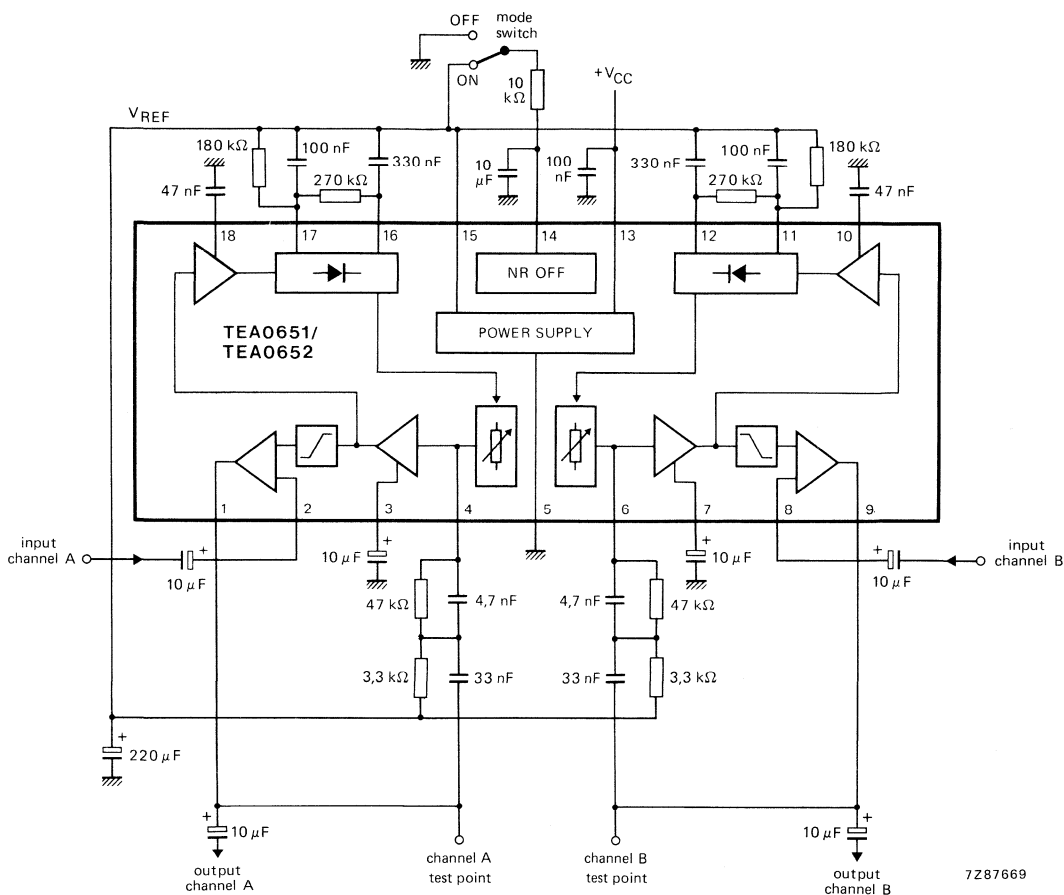 OFF
mode
switch
ON
10
kΩ
+VCC
VREF
180 kΩ
100 nF
330 nF
10
μF
100
nF
330 nF
100 nF
180 kΩ
47 nF
270 kΩ
270 kΩ
47 nF
18
17
16
15
14
13
12
11
10
NR OFF
TEA0651/
TEA0652
POWER SUPPLY
1
2
3
4
5
6
7
8
9
input
channel A
+
10 μF
10 μF
+
+
10 μF
+
10 μF
input
channel B
47 kΩ
4,7 nF
4,7 nF
47 kΩ
3,3 kΩ
33 nF
33 nF
3,3 kΩ
+
220 μF
+
10 μF
10 μF
+
output
channel A
channel A
test point
channel B
test point
output
channel B
7Z87669